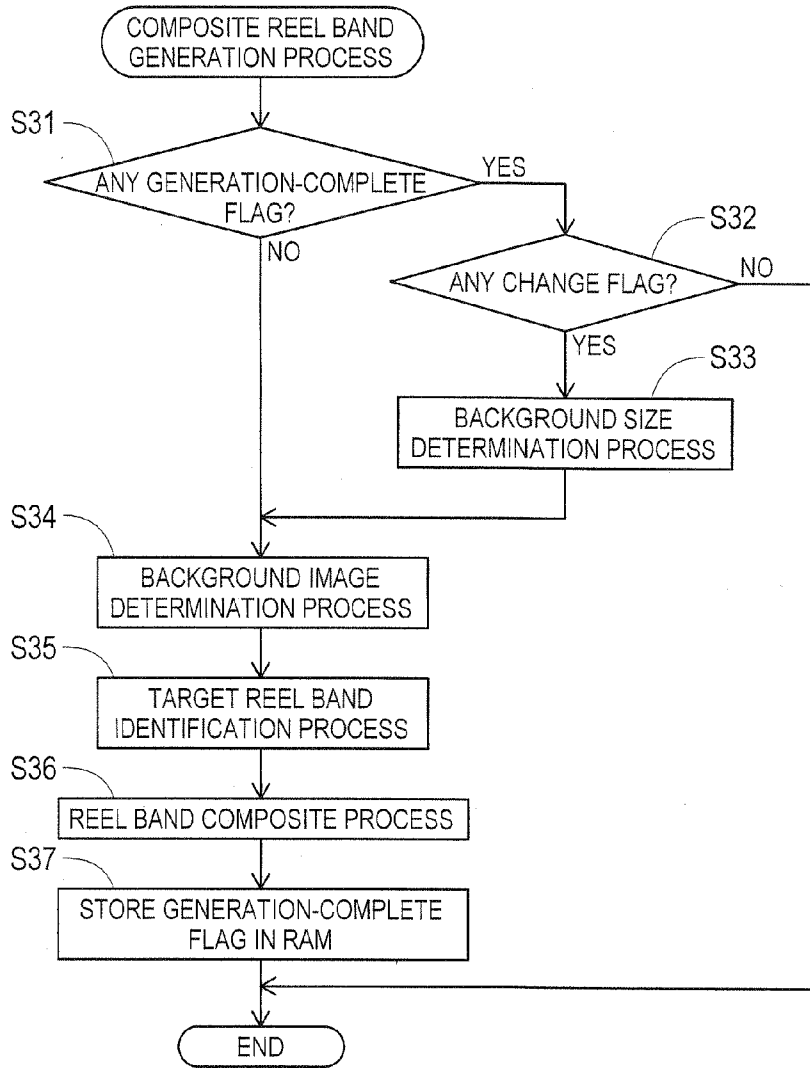 COMPOSITE REEL BAND
GENERATION PROCESS
S31
ANY GENERATION-COMPLETE
FLAG?
YES
NO
S32
ANY CHANGE FLAG?
NO
YES
S33
BACKGROUND SIZE
DETERMINATION PROCESS
S34
BACKGROUND IMAGE
DETERMINATION PROCESS
S35
TARGET REEL BAND
IDENTIFICATION PROCESS
S36
REEL BAND COMPOSITE PROCESS
S37
STORE GENERATION-COMPLETE
FLAG IN RAM
END